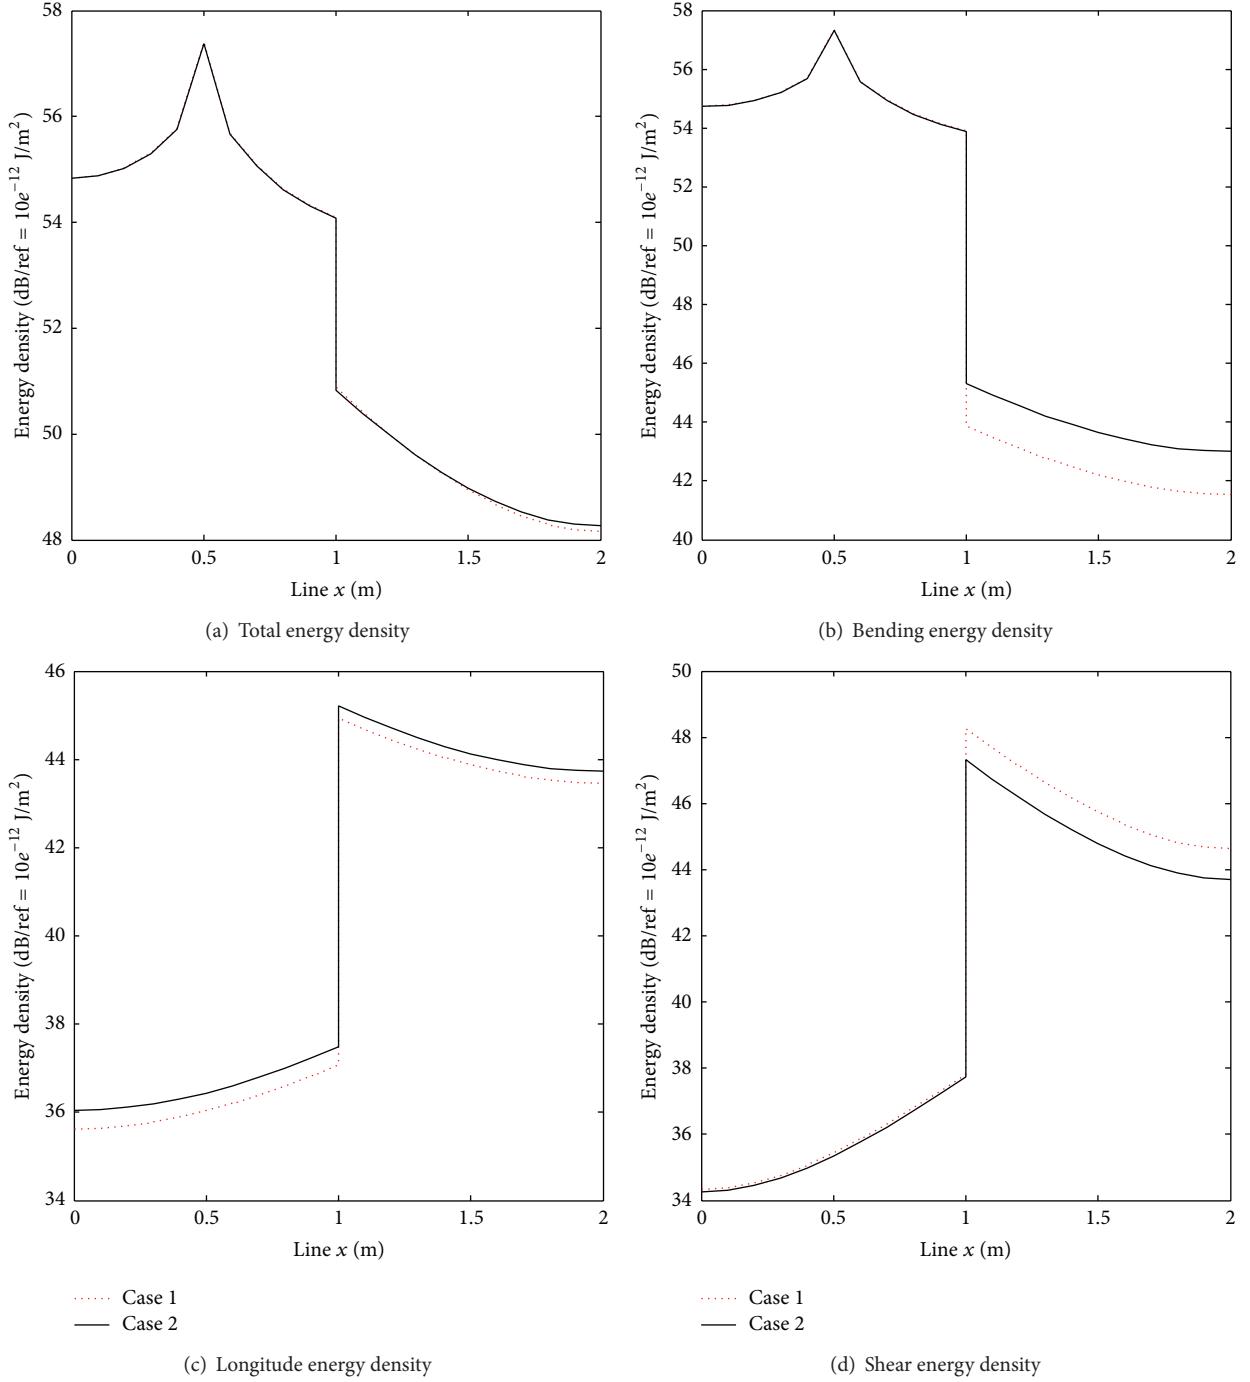 58
56
54
52
50
48
Energy density (dB/ref = 10e⁻¹² J/m²)
0 0.5 1 1.5 2
Line x (m)
(a) Total energy density
58
56
54
52
50
48
46
44
42
40
Energy density (dB/ref = 10e⁻¹² J/m²)
0 0.5 1 1.5 2
Line x (m)
(b) Bending energy density
46
44
42
40
38
36
34
Energy density (dB/ref = 10e⁻¹² J/m²)
0 0.5 1 1.5 2
Line x (m)
Case 1
Case 2
(c) Longitude energy density
50
48
46
44
42
40
38
36
34
Energy density (dB/ref = 10e⁻¹² J/m²)
0 0.5 1 1.5 2
Line x (m)
Case 1
Case 2
(d) Shear energy density